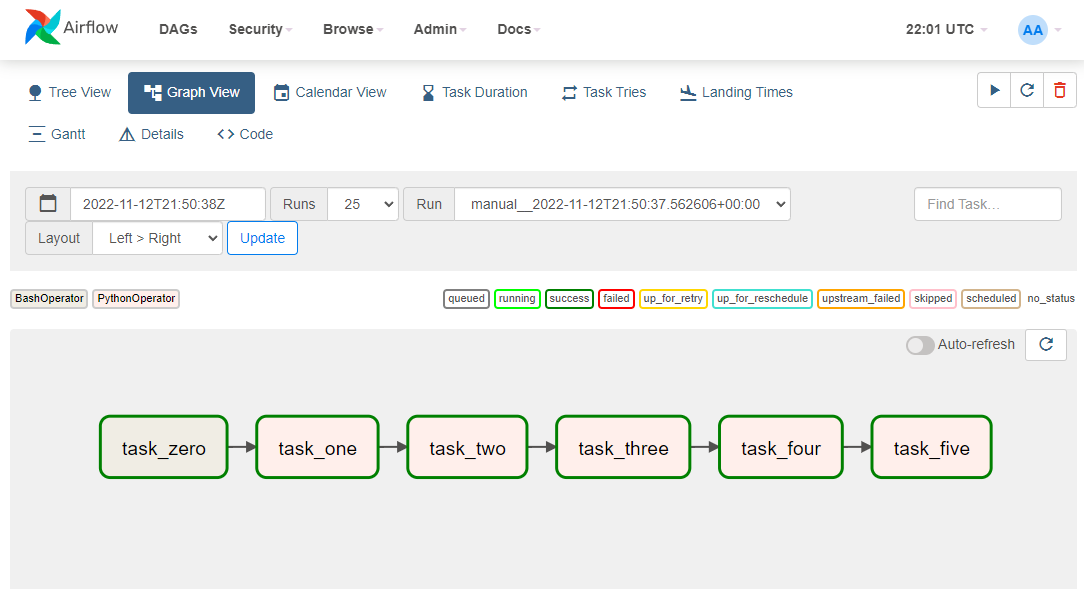 Airflow DAGs Security Browse Admin Docs 22:01 UTC AA
Tree View Graph View Calendar View Task Duration Task Tries Landing Times
Gantt Details Code
2022-11-12T21:50:38Z Runs 25 Run manual__2022-11-12T21:50:37.562606+00:00 Find Task...
Layout Left > Right Update
BashOperator PythonOperator queued running success failed up_for_retry up_for_reschedule upstream_failed skipped scheduled no_status
Auto-refresh
task_zero task_one task_two task_three task_four task_five